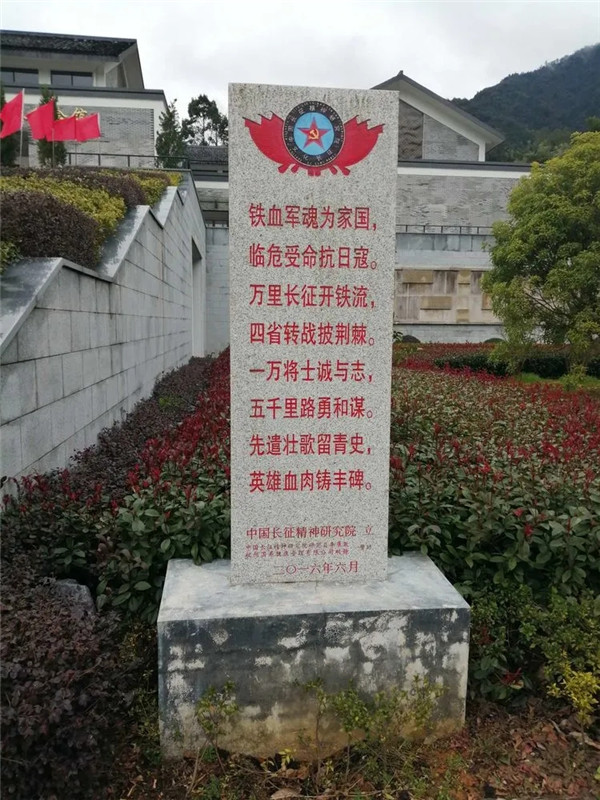 铁血军魂为家国,
临危受命抗日寇。
万里长征开铁流,
四省转战披荆棘。
一万将士诚与志,
五千里路勇和谋。
先遣壮歌留青史,
英雄血肉铸丰碑。
中国长征精神研究院 立
二〇一六年六月